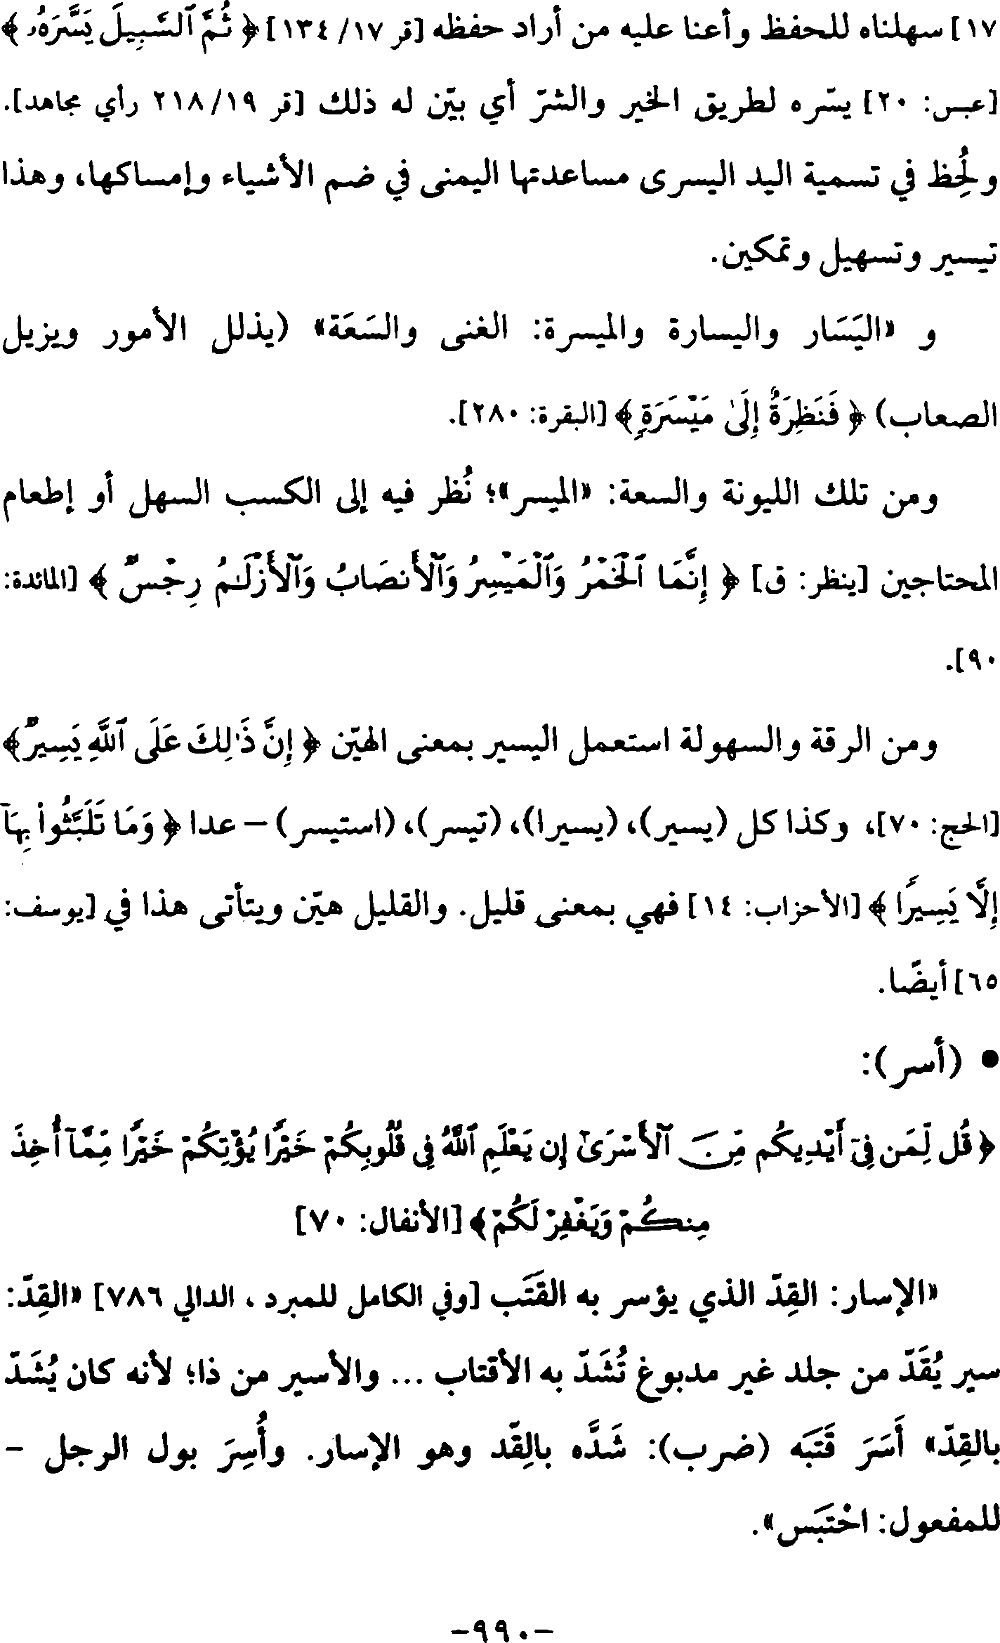 ١٧] سهلناه للحفظ وأعنا عليه من أراد حفظه [قر ١٧/ ١٣٤] ﴿ ثُمَّ ٱلسَّبِيلَ يَسَّرَهُۥ ﴾
[عبس: ٢٠] يسّره لطريق الخير والشرّ أي بيّن له ذلك [قر ١٩/ ٢١٨ رأي مجاهد].
ولُحِظ في تسمية اليد اليسرى مساعدتها اليمنى في ضم الأشياء وإمساكها، وهذا
تيسير وتسهيل وتمكين.
و «اليَسَار واليسارة والميسرة: الغنى والسَعَة» (يذلل الأمور ويزيل
الصعاب) ﴿ فَنَظِرَةٌ إِلَىٰ مَيْسَرَةٍ ﴾ [البقرة: ٢٨٠].
ومن تلك الليونة والسعة: «الميسر»؛ نُظر فيه إلى الكسب السهل أو إطعام
المحتاجين [ينظر: ق] ﴿ إِنَّمَا ٱلْخَمْرُ وَٱلْمَيْسِرُ وَٱلْأَنصَابُ وَٱلْأَزْلَـٰمُ رِجْسٌ ﴾ [المائدة:
٩٠].
ومن الرقة والسهولة استعمل اليسير بمعنى الهيّن ﴿ إِنَّ ذَٰلِكَ عَلَى ٱللَّهِ يَسِيرٌ ﴾
[الحج: ٧٠]، وكذا كل (يسير)، (يسيرا)، (تيسر)، (استيسر) – عدا ﴿ وَمَا تَلَبَّثُوا۟ بِهَآ
إِلَّا يَسِيرًا ﴾ [الأحزاب: ١٤] فهي بمعنى قليل. والقليل هيّن ويتأتى هذا في [يوسف:
٦٥] أيضًا.
• (أسر):
﴿ قُل لِّمَن فِىٓ أَيْدِيكُم مِّنَ ٱلْأَسْرَىٰٓ إِن يَعْلَمِ ٱللَّهُ فِى قُلُوبِكُمْ خَيْرًا يُؤْتِكُمْ خَيْرًا مِّمَّآ أُخِذَ
مِنكُمْ وَيَغْفِرْ لَكُمْ ﴾ [الأنفال: ٧٠]
«الإسار: القِدّ الذي يؤسر به القَتَب [وفي الكامل للمبرد ، الدالي ٧٨٦] «القِدّ:
سير يُقَدّ من جلد غير مدبوغ تُشَدّ به الأقتاب ... والأسير من ذا؛ لأنه كان يُشَدّ
بالقِدّ» أَسَرَ قَتَبَه (ضرب): شَدَّه بالِقِّد وهو الإسار. وأُسِرَ بول الرجل –
للمفعول: احْتبَس».
-٩٩٠-